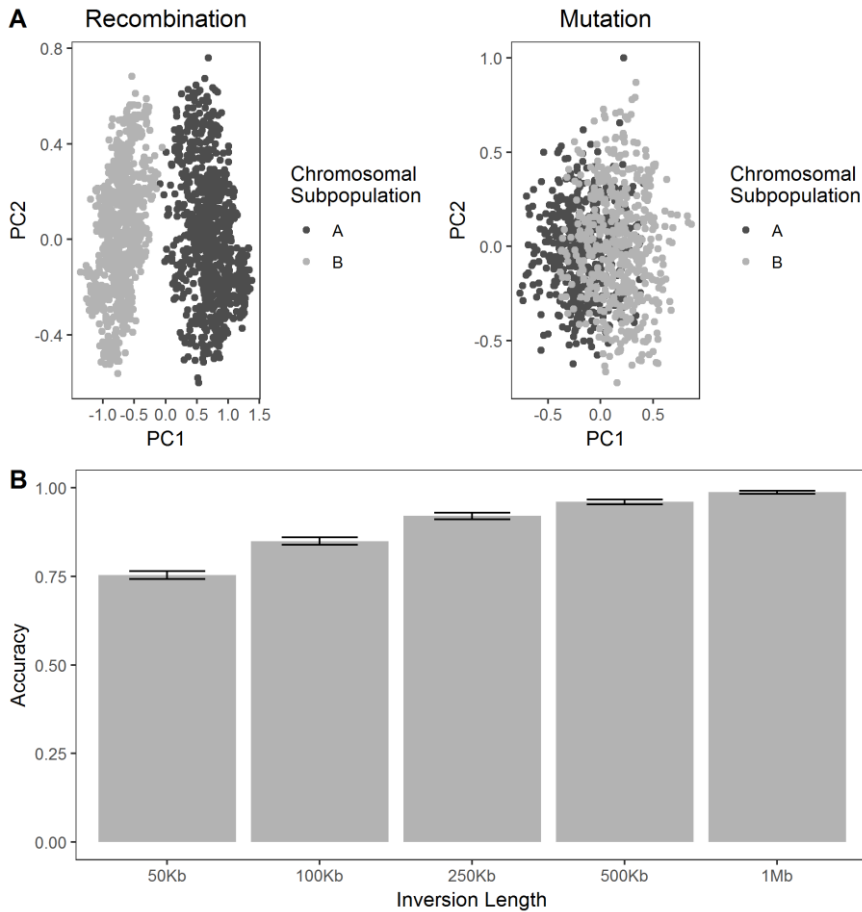 A
Recombination
Mutation
0.8
0.4
0.0
-0.4
PC2
-1.0 -0.5 0.0 0.5 1.0 1.5
PC1
Chromosomal
Subpopulation
A
B
1.0
0.5
0.0
-0.5
PC2
-0.5 0.0 0.5
PC1
Chromosomal
Subpopulation
A
B
B
1.00
0.75
0.50
0.25
0.00
Accuracy
50Kb 100Kb 250Kb 500Kb 1Mb
Inversion Length